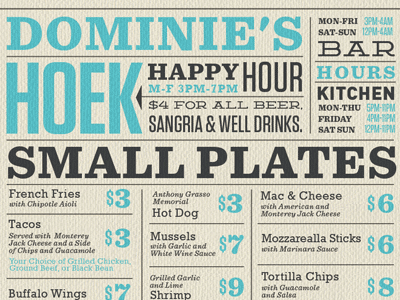 DOMINIE'S
HOEK
HAPPY HOUR
M-F 3PM-7PM
$4 FOR ALL BEER,
SANGRIA & WELL DRINKS.
MON-FRI 3PM-4AM
SAT-SUN 12PM-4AM
BAR
HOURS
KITCHEN
MON-THU 5PM-11PM
FRIDAY 4PM-11PM
SAT SUN 12PM-11PM
SMALL PLATES
French Fries
with Chipotle Aioli
$3
Tacos
Served with Monterey
Jack Cheese and a Side
of Chips and Guacamole
Your Choice of Grilled Chicken,
Ground Beef, or Black Bean
$3
Buffalo Wings
$7
Anthony Grasso
Memorial
Hot Dog
$3
Mussels
with Garlic and
White Wine Sauce
$7
Grilled Garlic
and Lime
Shrimp
$9
Mac & Cheese
with American and
Monterey Jack Cheese
$6
Mozzarealla Sticks
with Marinara Sauce
$6
Tortilla Chips
with Guacamole
and Salsa
$8